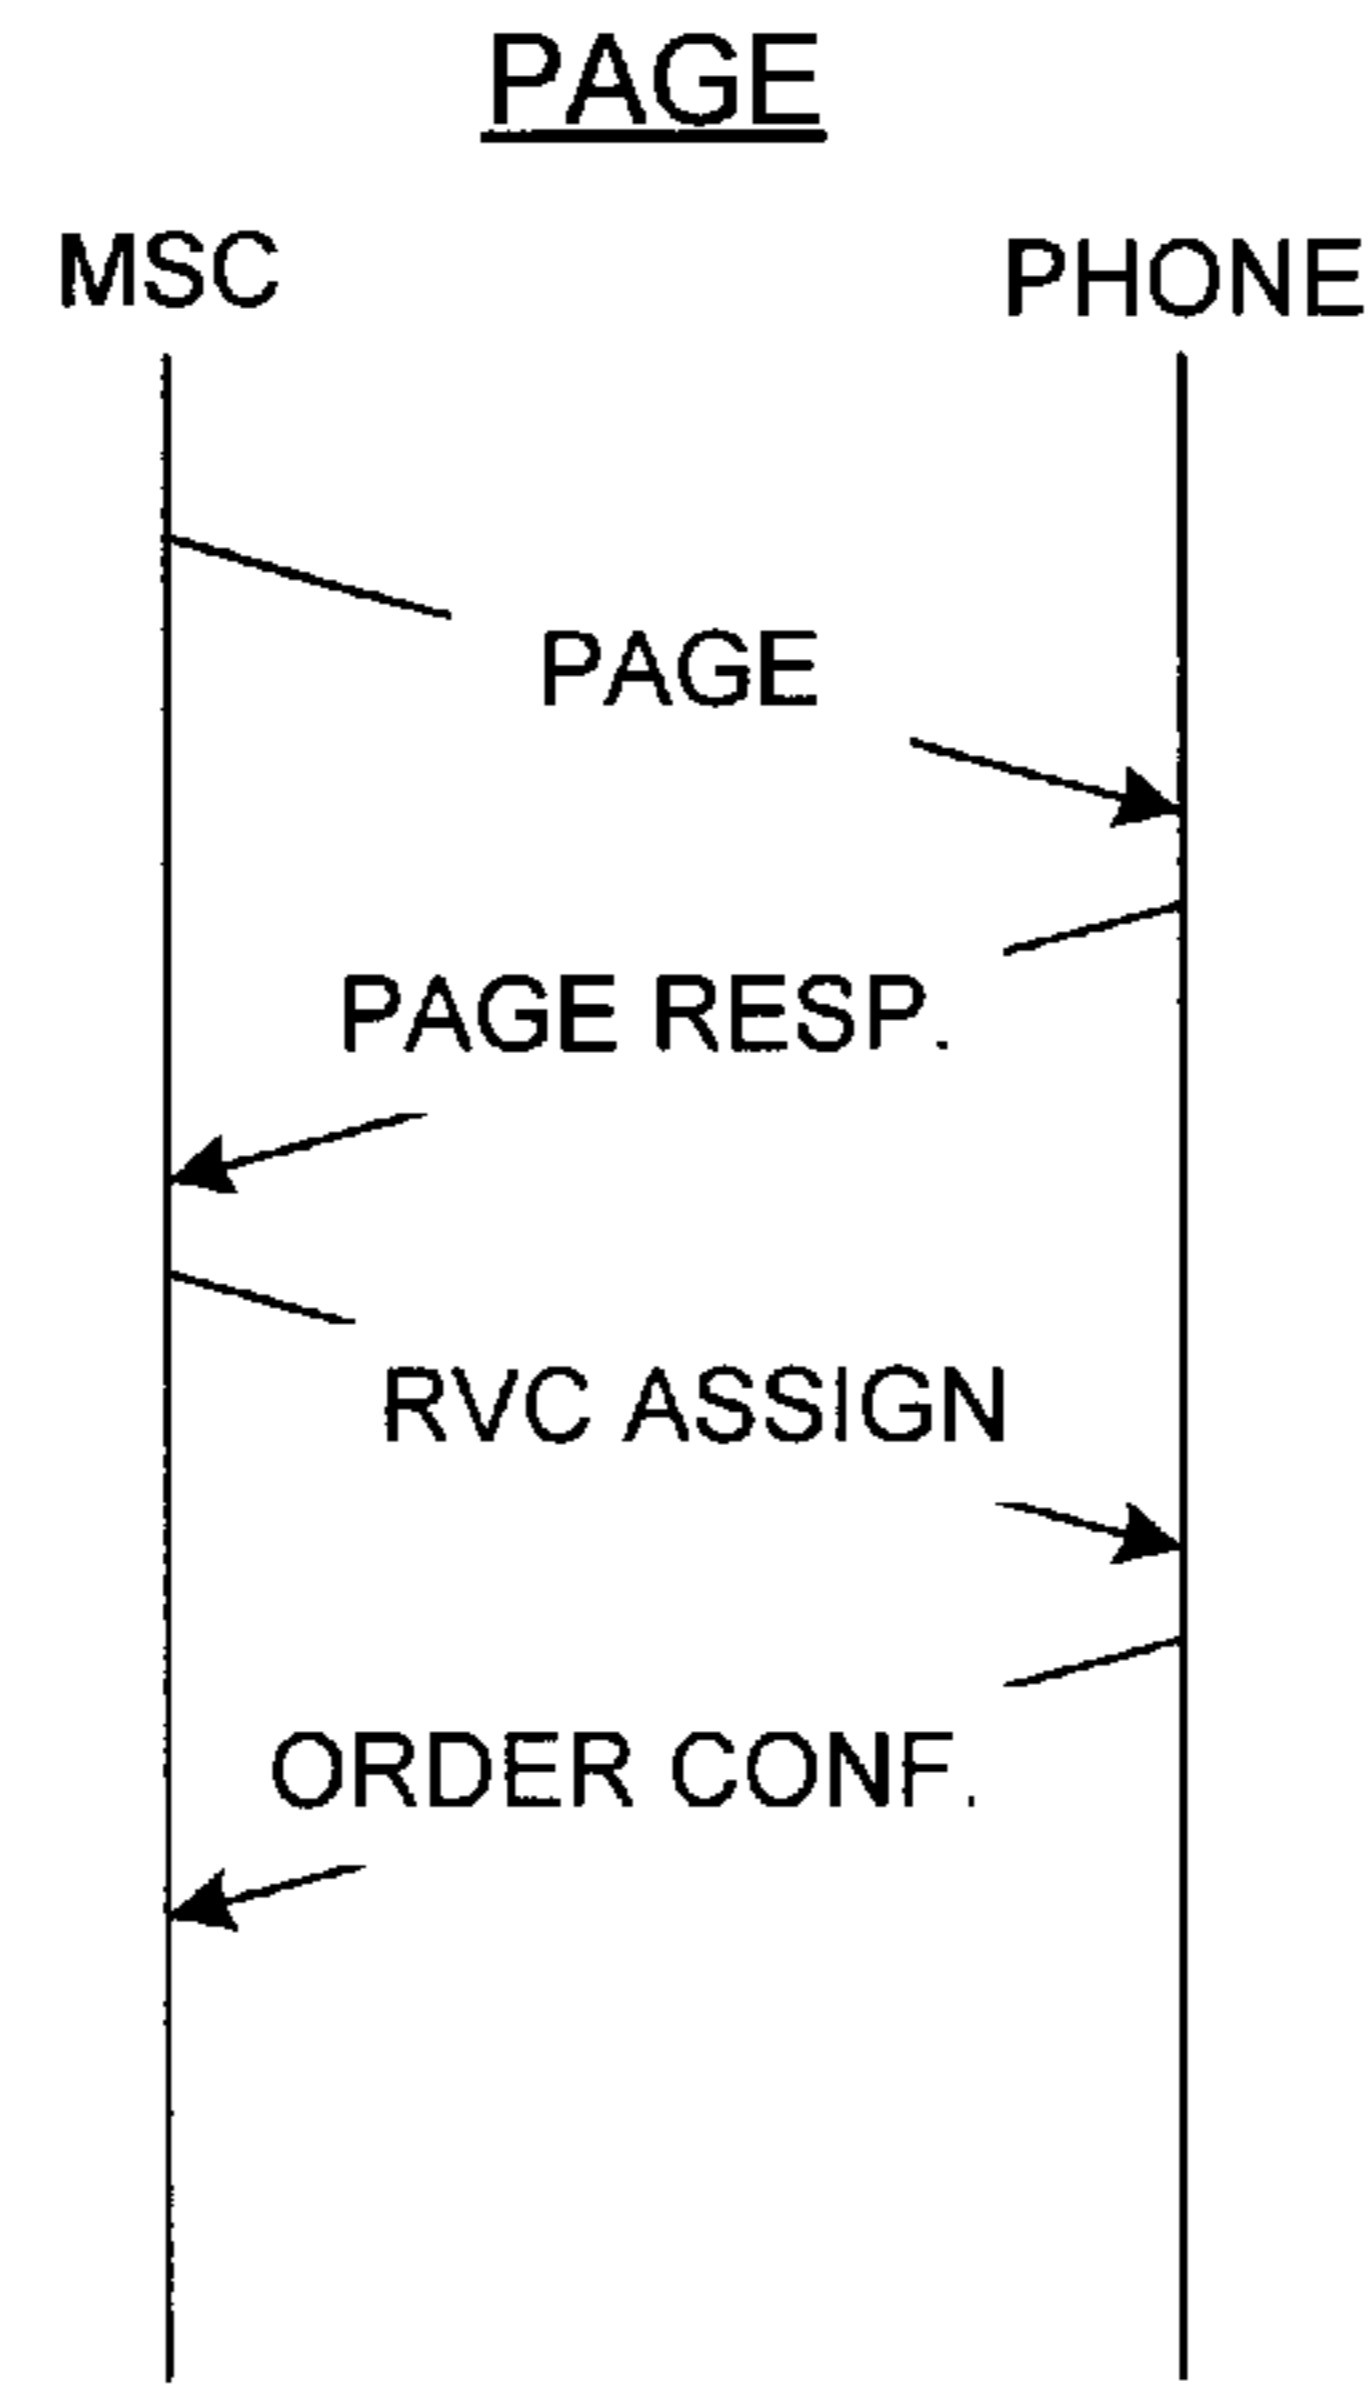 PAGE
MSC PHONE
PAGE
PAGE RESP.
RVC ASSIGN
ORDER CONF.